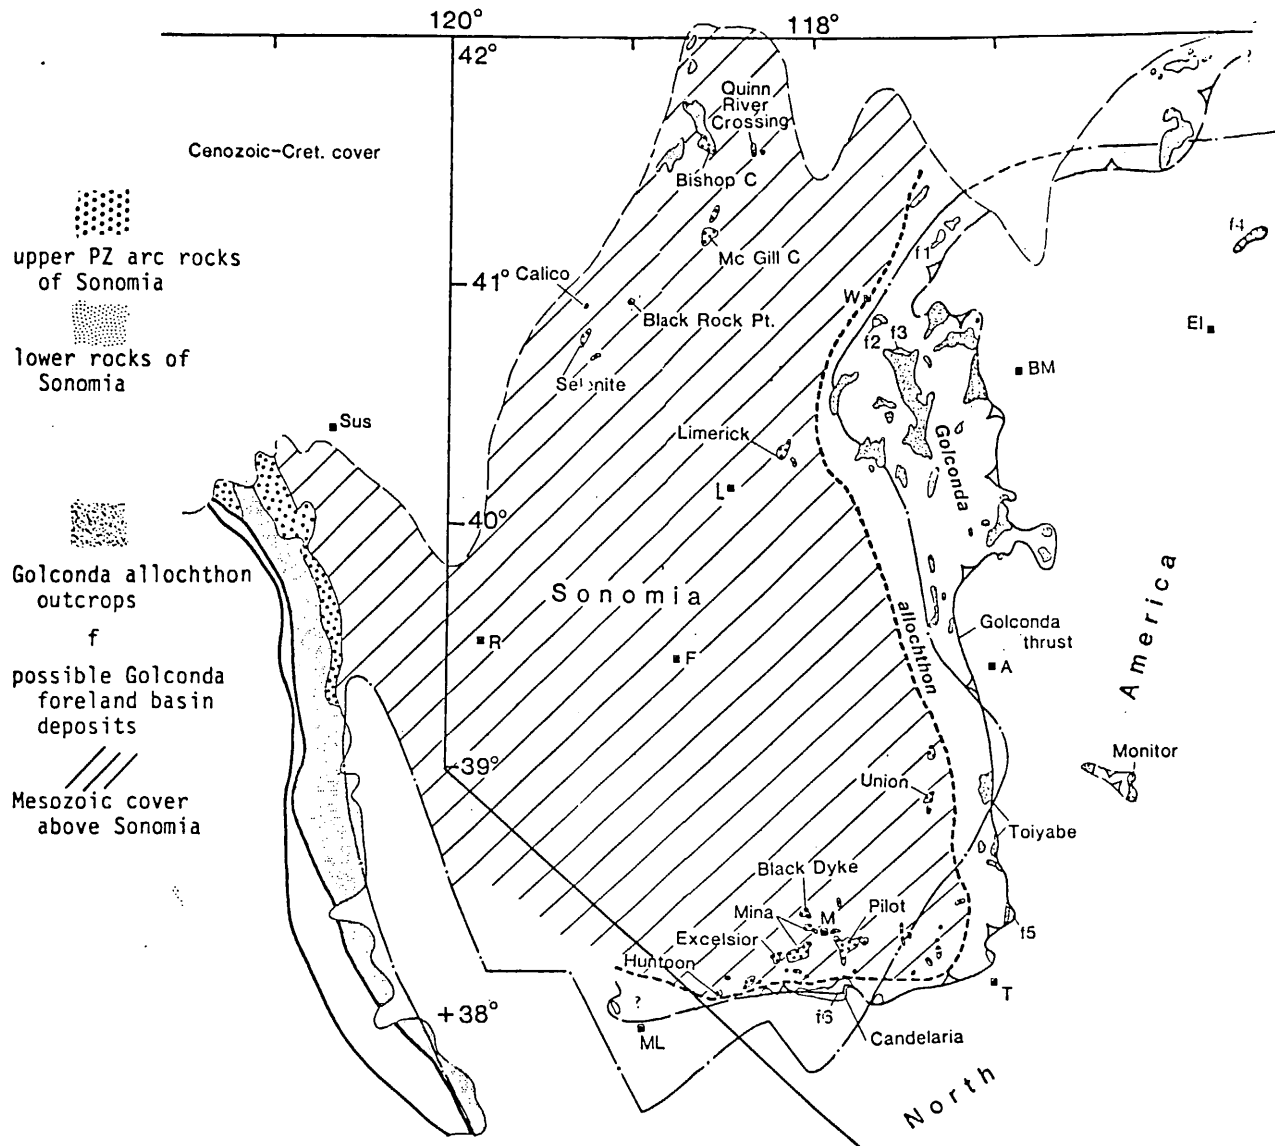 120°
118°
42°
Quinn
River
Crossing
Cenozoic-Cret. cover
Bishop C
upper PZ arc rocks
of Sonomia
f1
f4
Mc Gill C
41°
Calico
W
Black Rock Pt.
El
lower rocks of
Sonomia
f2
f3
BM
Sus
Limerick
Golconda
L
40°
Golconda allochthon
outcrops
Sonomia
allochthon
America
f
R
F
Golconda
thrust
A
possible Golconda
foreland basin
deposits
39°
Monitor
Union
Mesozoic cover
above Sonomia
Toiyabe
Black Dyke
Mina
M
Pilot
Excelsior
f5
Huntoon
?
T
+38°
f6
ML
Candelaria
North